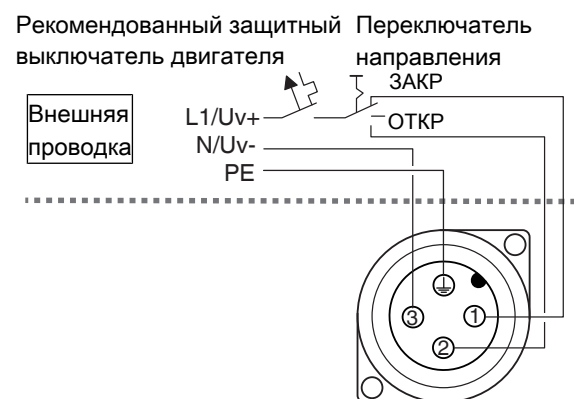 Рекомендованный защитный
выключатель двигателя
Переключатель
направления
ЗАКР
ОТКР
Внешняя
проводка
L1/Uv+
N/Uv-
PE
3
1
2